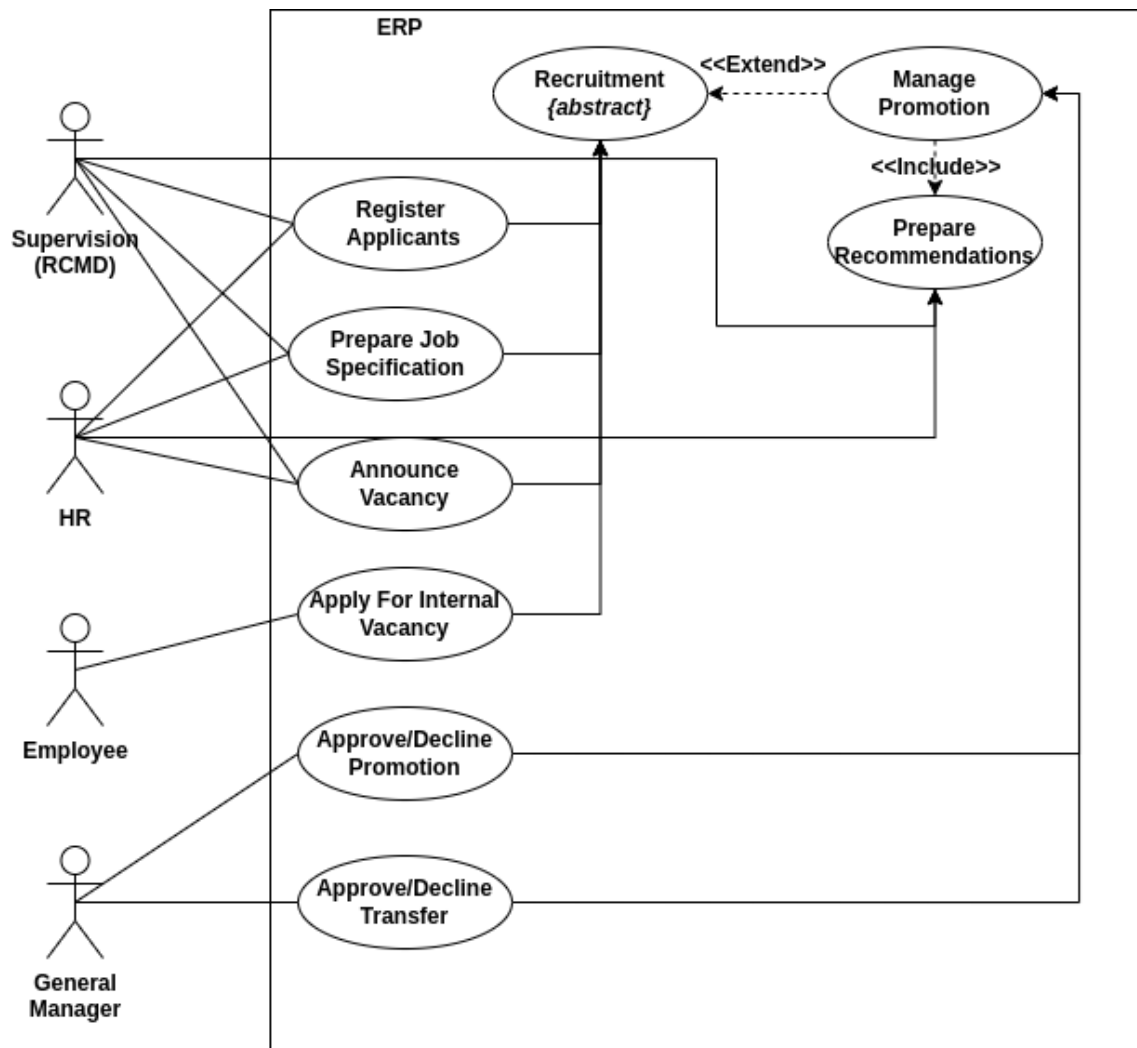 ERP
Recruitment
{abstract}
<<Extend>>
Manage
Promotion
<<Include>>
Prepare
Recommendations
Supervision
(RCMD)
Register
Applicants
Prepare Job
Specification
HR
Announce
Vacancy
Apply For Internal
Vacancy
Employee
Approve/Decline
Promotion
Approve/Decline
Transfer
General
Manager